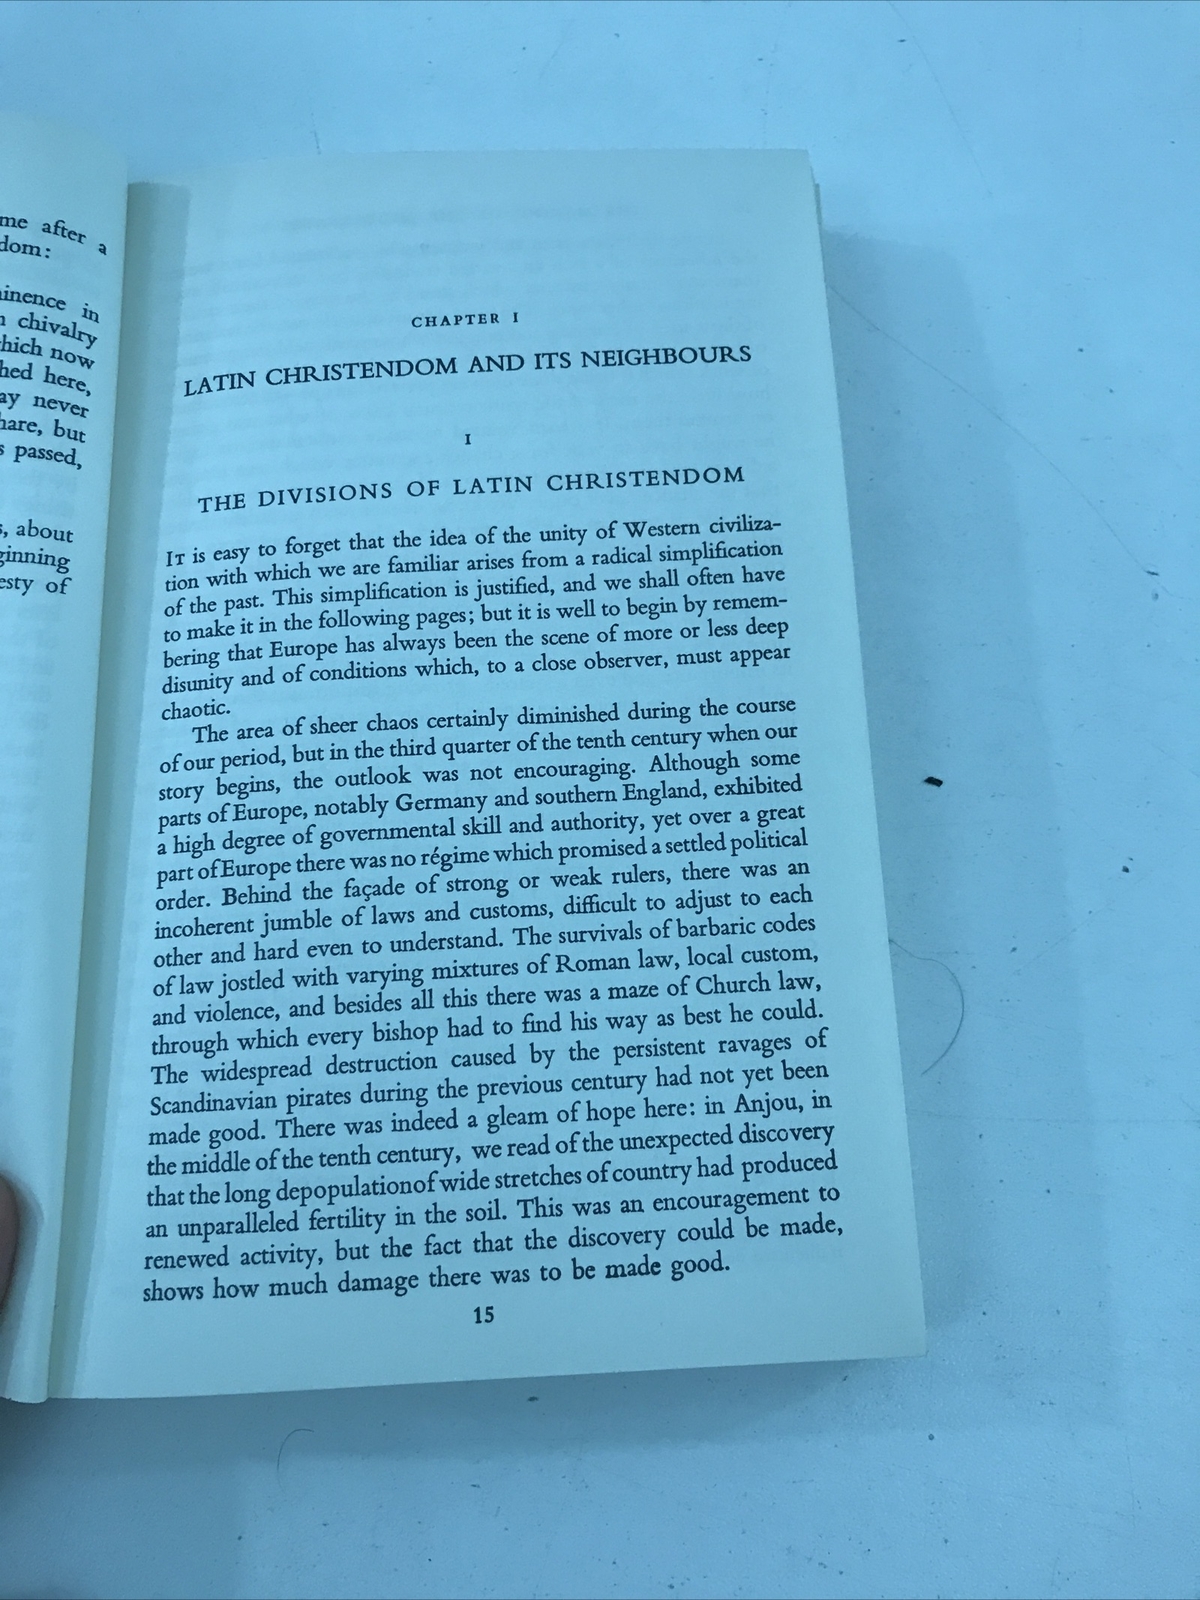 me after a
dom:
in
chivalry
which now
here,
never
but
passed,
about
of
CHAPTER I
LATIN CHRISTENDOM AND ITS NEIGHBOURS
I
THE DIVISIONS OF LATIN CHRISTENDOM
IT is easy to forget that the idea of the unity of Western civiliza-
tion with which we are familiar arises from a radical simplification
of the past. This simplification is justified, and we shall often have
to make it in the following pages; but it is well to begin by remem-
bering that Europe has always been the scene of more or less deep
disunity and of conditions which, to a close observer, must appear
chaotic.
The area of sheer chaos certainly diminished during the course
of our period, but in the third quarter of the tenth century when our
story begins, the outlook was not encouraging. Although some
parts of Europe, notably Germany and southern England, exhibited
a high degree of governmental skill and authority, yet over a great
part of Europe there was no régime which promised a settled political
order. Behind the façade of strong or weak rulers, there was an
incoherent jumble of laws and customs, difficult to adjust to each
other and hard even to understand. The survivals of barbaric codes
of law jostled with varying mixtures of Roman law, local custom,
and violence, and besides all this there was a maze of Church law,
through which every bishop had to find his way as best he could.
The widespread destruction caused by the persistent ravages of
Scandinavian pirates during the previous century had not yet been
made good. There was indeed a gleam of hope here: in Anjou, in
the middle of the tenth century, we read of the unexpected discovery
that the long depopulation of wide stretches of country had produced
an unparalleled fertility in the soil. This was an encouragement to
renewed activity, but the fact that the discovery could be made,
shows how much damage there was to be made good.
15